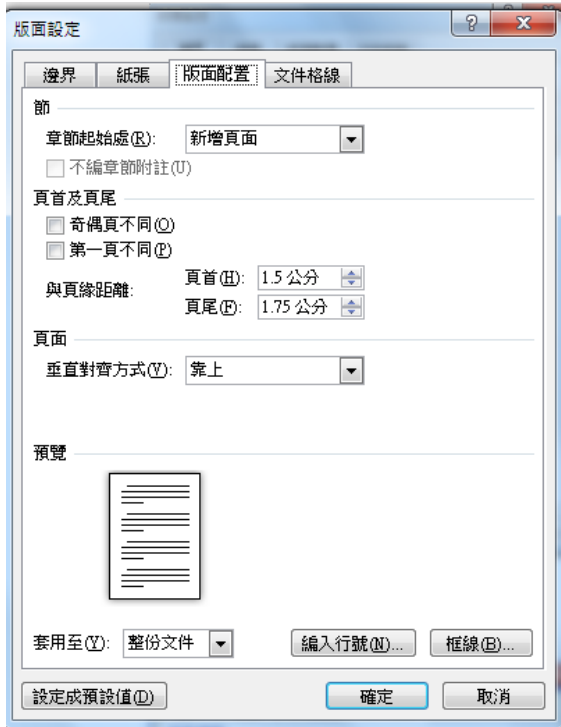 版面設定
邊界 紙張 版面配置 文件格線
節
章節起始處(R): 新增頁面
不編章節附註(U)
頁首及頁尾
奇偶頁不同(O)
第一頁不同(P)
與頁緣距離:
頁首(H): 1.5 公分
頁尾(F): 1.75 公分
頁面
垂直對齊方式(V): 靠上
預覽
套用至(Y): 整份文件 編入行號(N)... 框線(B)...
設定成預設值(D) 確定 取消